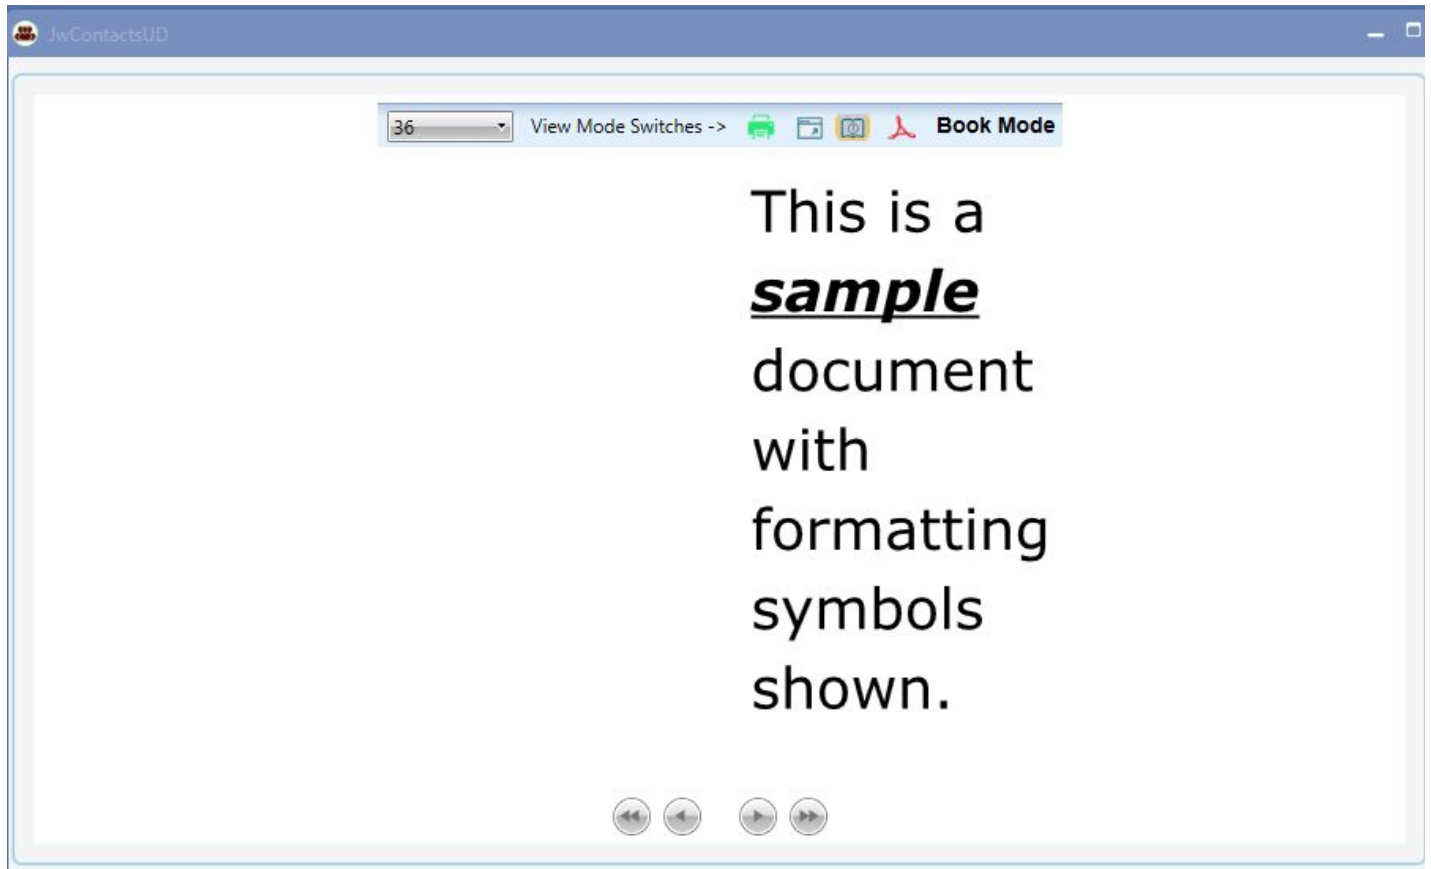 JwContactsUD
36 View Mode Switches -> Book Mode
This is a
sample
document
with
formatting
symbols
shown.